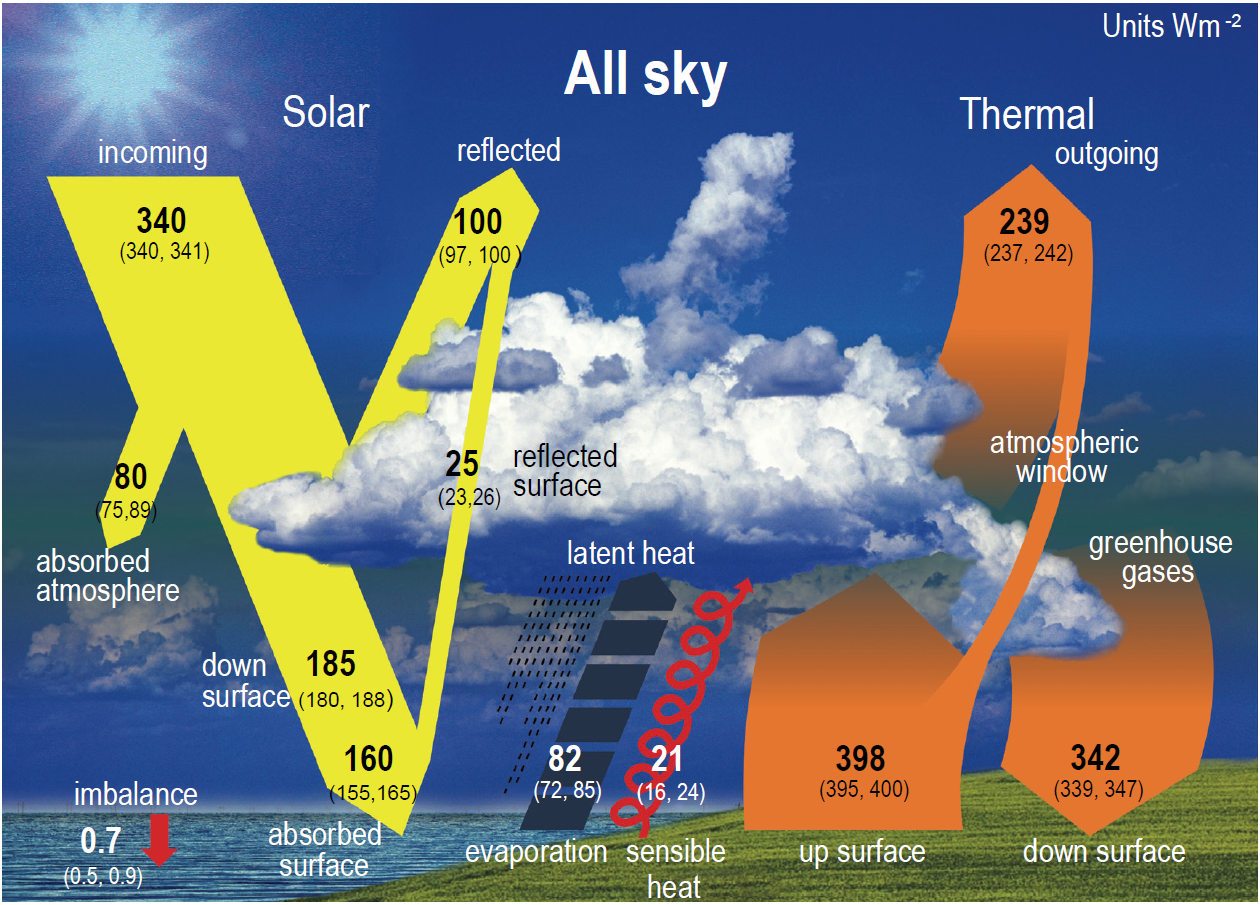 Units Wm⁻²
All sky
Solar
Thermal
incoming
reflected
outgoing
340
(340, 341)
100
(97, 100 )
239
(237, 242)
80
(75,89)
absorbed
atmosphere
25
(23,26)
reflected
surface
atmospheric
window
latent heat
greenhouse
gases
down
surface
185
(180, 188)
160
(155,165)
absorbed
surface
imbalance
0.7
(0.5, 0.9)
82
(72, 85)
evaporation
21
(16, 24)
sensible
heat
398
(395, 400)
up surface
342
(339, 347)
down surface